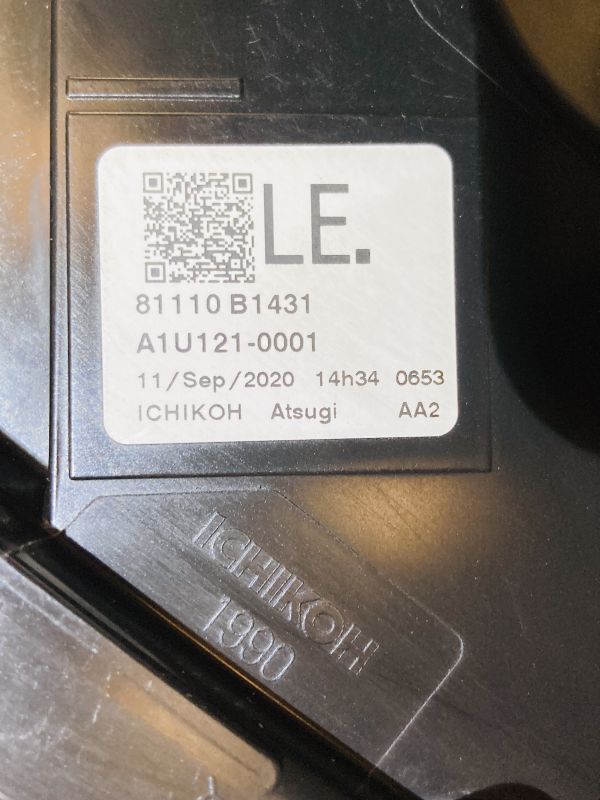 LE.
81110 B1431
A1U121-0001
11/Sep/2020 14h34 0653
ICHIKOH Atsugi AA2
ICHIKOH
1990